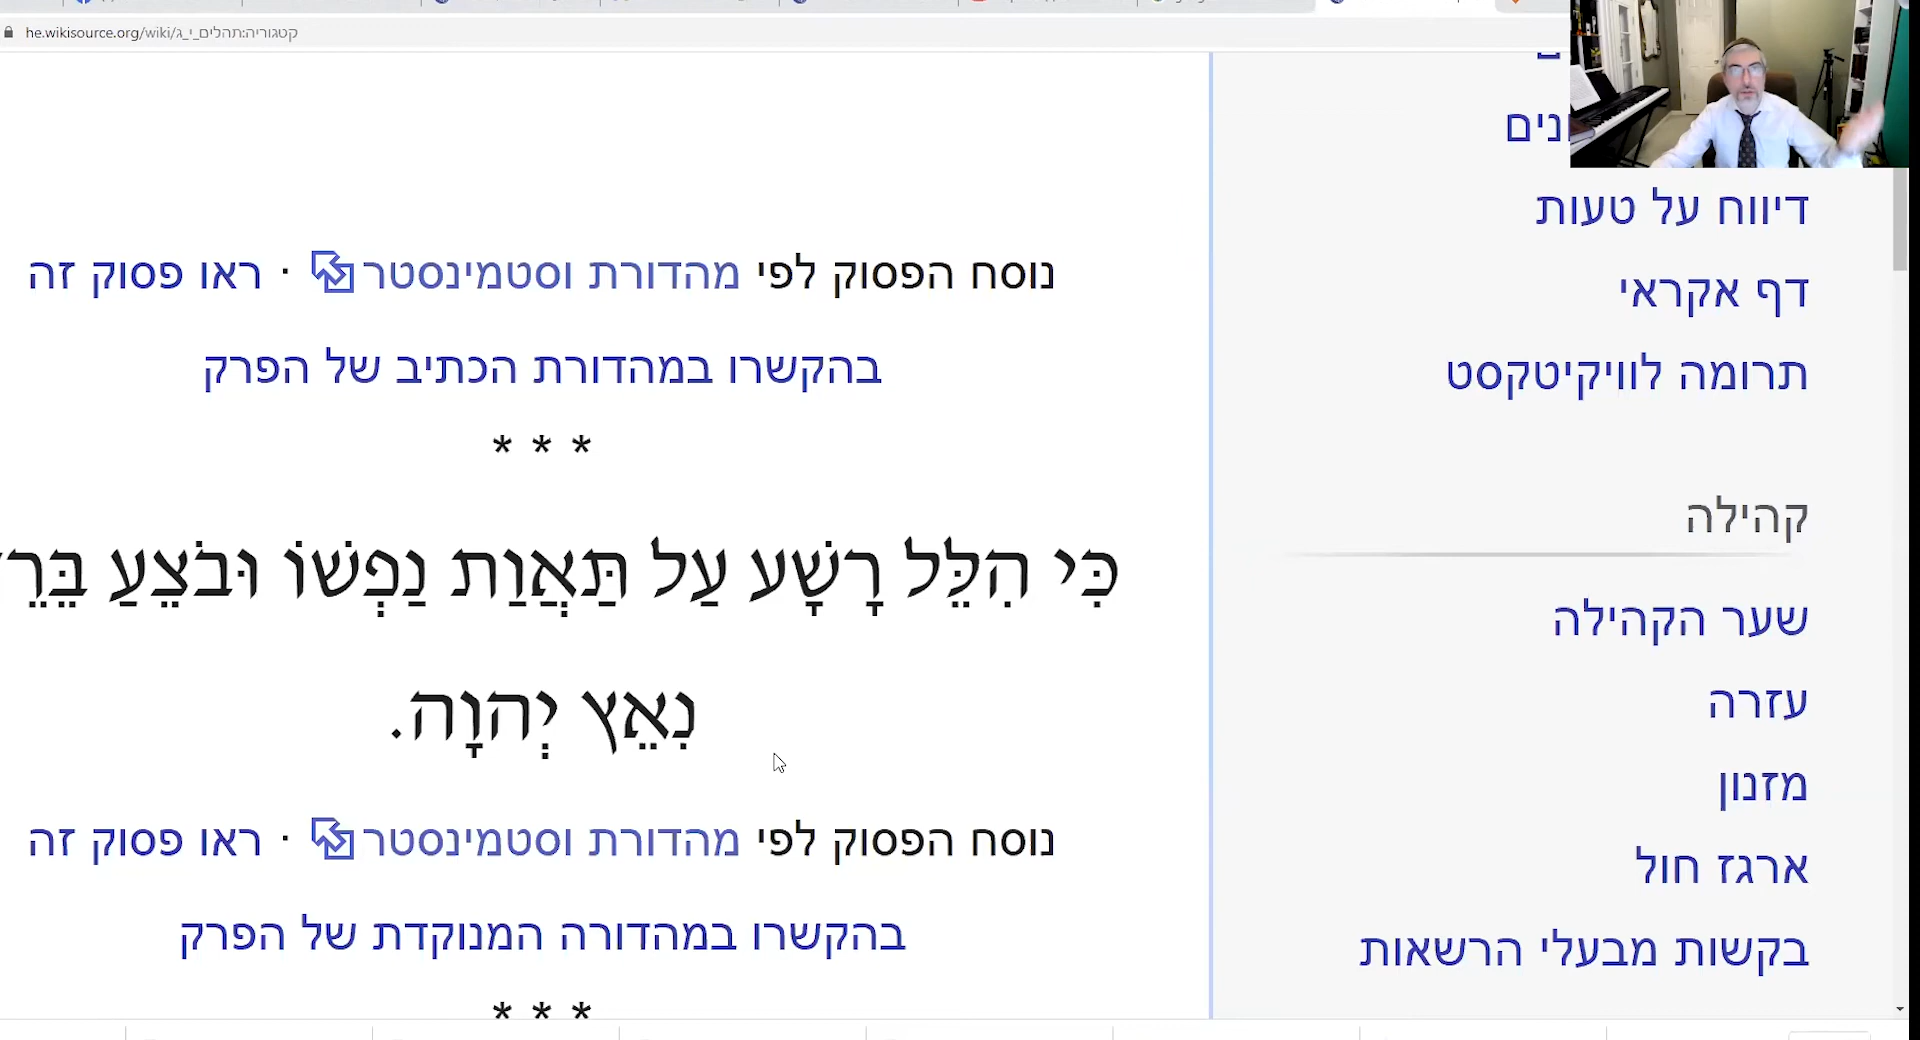 he.wikisource.org/wiki/קטגוריה:תהלים_י_ג
נים
דיווח על טעות
דף אקראי
תרומה לוויקיטקסט
קהילה
שער הקהילה
עזרה
מזנון
ארגז חול
בקשות מבעלי הרשאות
נוסח הפסוק לפי מהדורת וסטמינסטר · ראו פסוק זה
בהקשרו במהדורת הכתיב של הפרק
* * *
כִּי הִלֵּל רָשָׁע עַל תַּאֲוַת נַפְשׁוֹ וּבֹצֵעַ בֵּרֵ
נִאֵץ יְהוָה.
נוסח הפסוק לפי מהדורת וסטמינסטר · ראו פסוק זה
בהקשרו במהדורה המנוקדת של הפרק
* * *